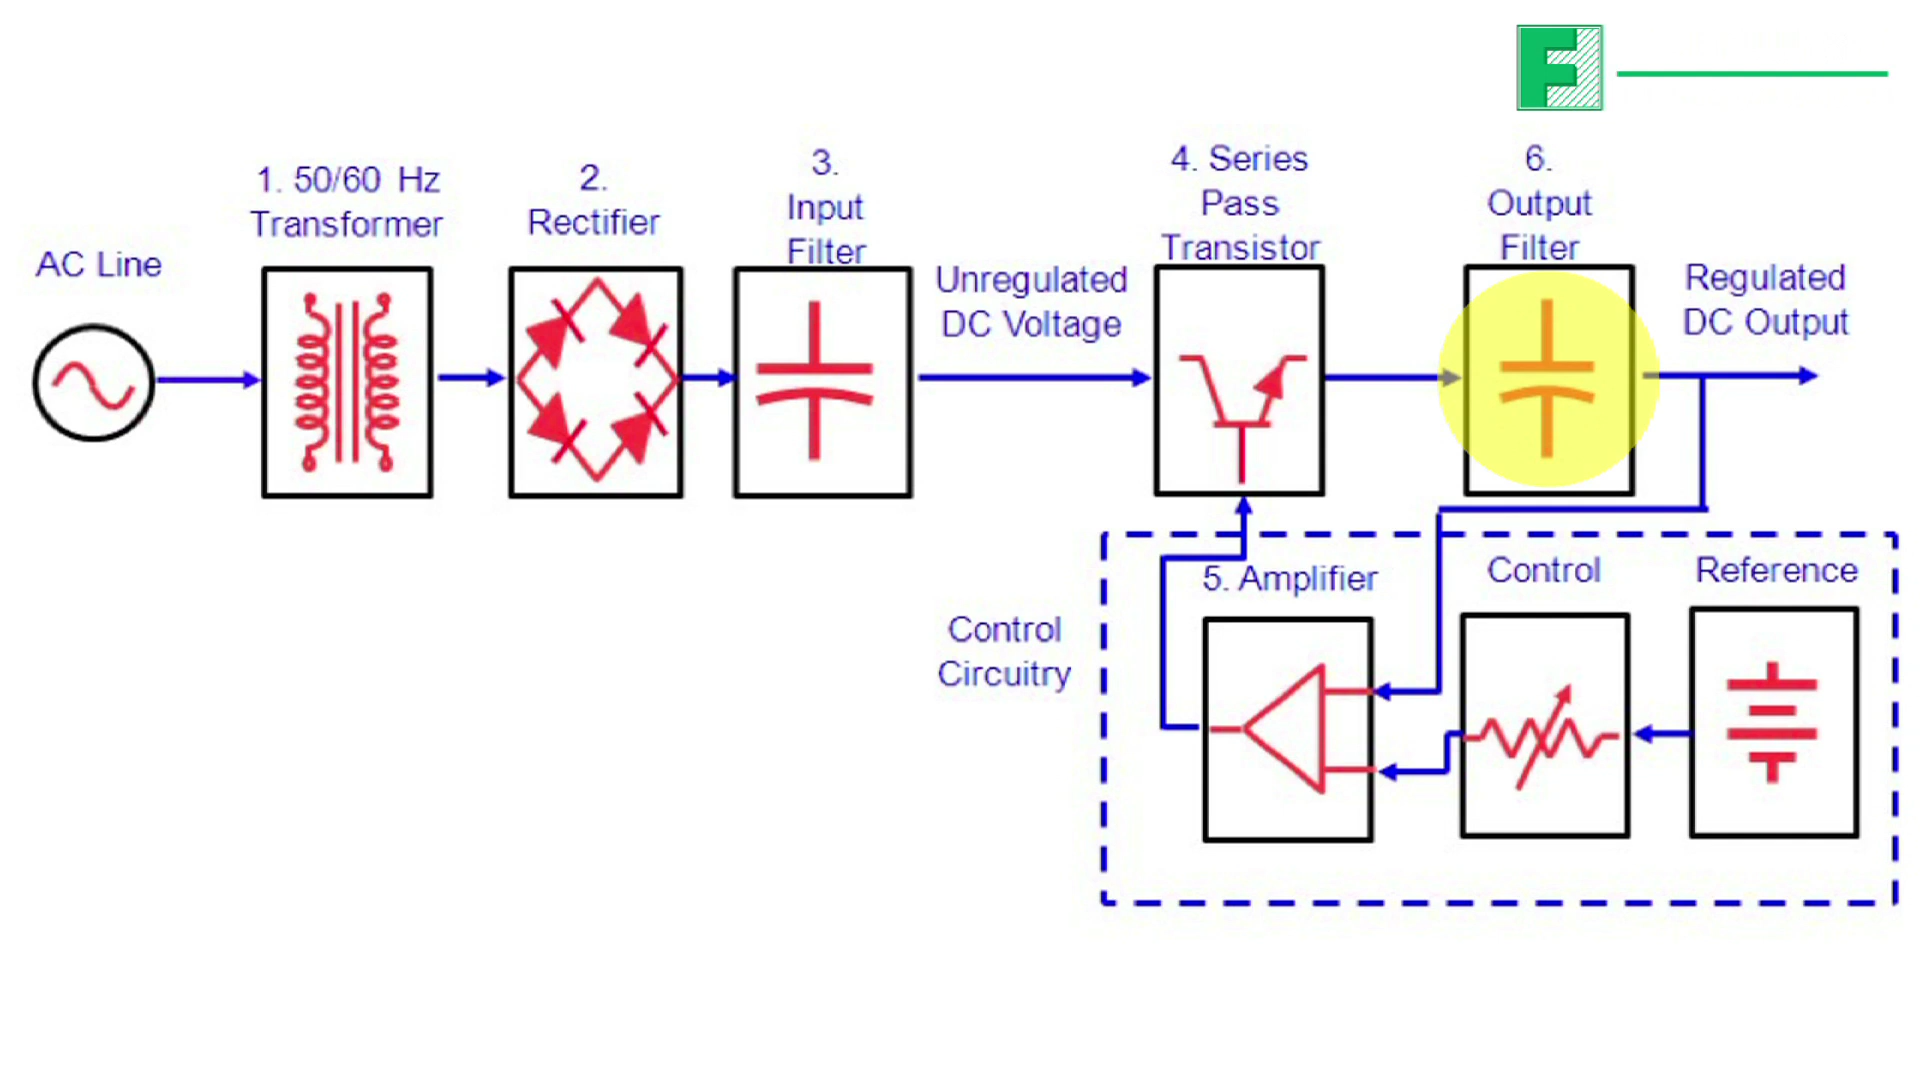 AC Line
1. 50/60 Hz
Transformer
2.
Rectifier
3.
Input
Filter
Unregulated
DC Voltage
4. Series
Pass
Transistor
6.
Output
Filter
Regulated
DC Output
Control
Circuitry
5. Amplifier
Control
Reference
F